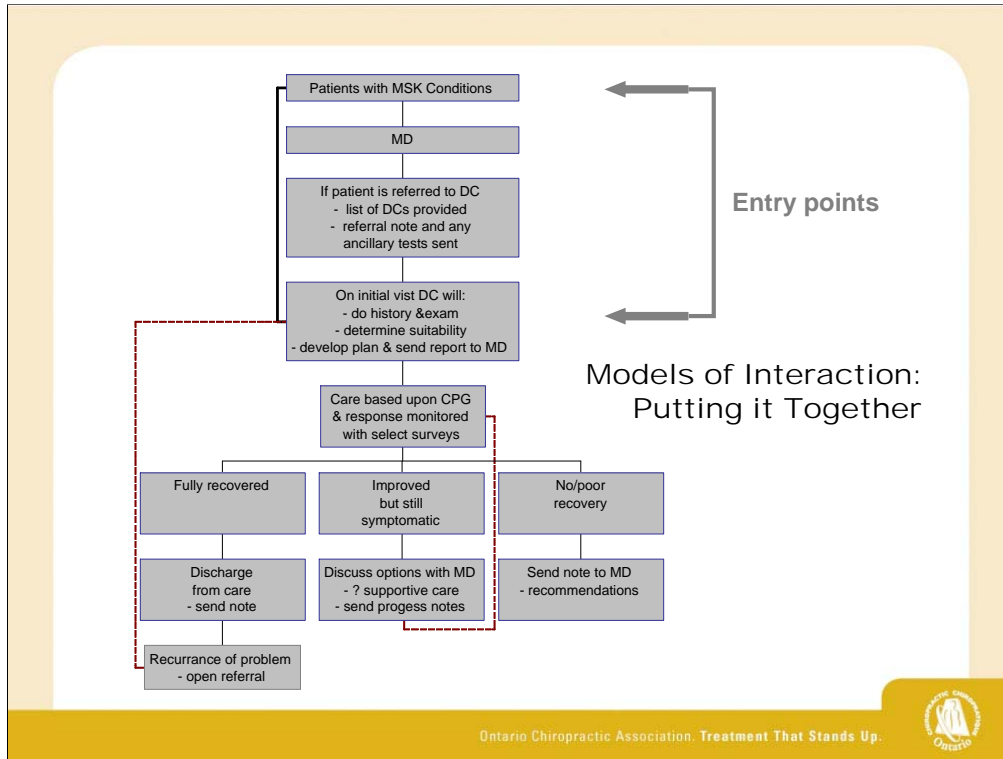 Patients with MSK Conditions
MD
If patient is referred to DC
- list of DCs provided
- referral note and any
ancillary tests sent
Entry points
On initial vist DC will:
- do history &exam
- determine suitability
- develop plan & send report to MD
Models of Interaction:
Putting it Together
Care based upon CPG
& response monitored
with select surveys
Fully recovered
Improved
but still
symptomatic
No/poor
recovery
Discharge
from care
- send note
Discuss options with MD
- ? supportive care
- send progess notes
Send note to MD
- recommendations
Recurrance of problem
- open referral
Ontario Chiropractic Association. Treatment That Stands Up.
CHIROPRACTIC CHIROPRATIQUE
Ontario